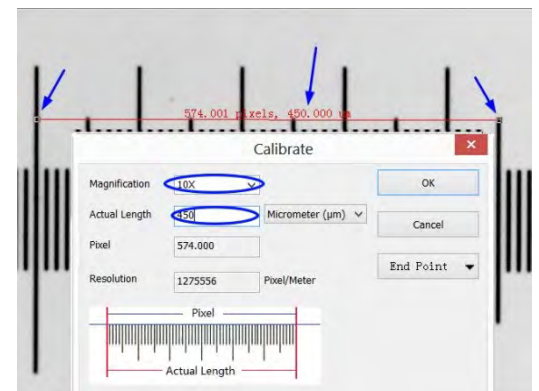 574.001 pixels, 450.000 um
Calibrate
Magnification 10X OK
Actual Length 450 Micrometer (µm) Cancel
Pixel 574.000
End Point
Resolution 1275556 Pixel/Meter
Pixel
Actual Length